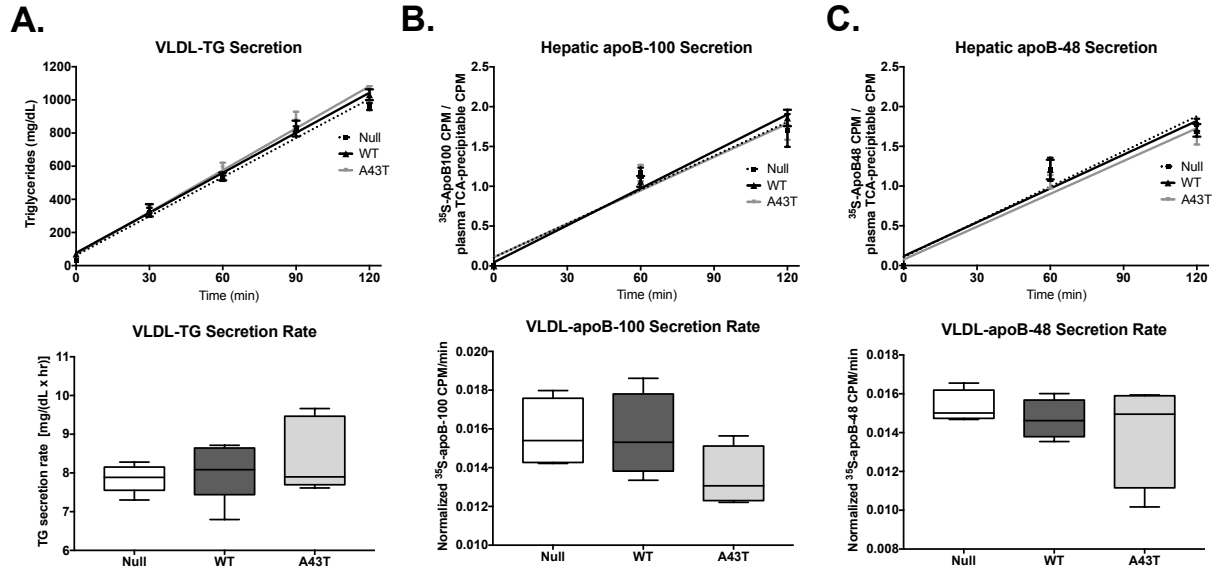 A.
VLDL-TG Secretion
Triglycerides (mg/dL)
1200
1000
800
600
400
200
0
0 30 60 90 120
Time (min)
Null
WT
A43T
B.
Hepatic apoB-100 Secretion
³⁵S-ApoB100 CPM /
plasma TCA-precipitable CPM
2.5
2.0
1.5
1.0
0.5
0.0
0 30 60 90 120
Time (min)
Null
WT
A43T
C.
Hepatic apoB-48 Secretion
³⁵S-ApoB48 CPM /
plasma TCA-precipitable CPM
2.5
2.0
1.5
1.0
0.5
0.0
0 30 60 90 120
Time (min)
Null
WT
A43T
VLDL-TG Secretion Rate
TG secretion rate [mg/(dL x hr)]
11
10
9
8
7
6
Null WT A43T
VLDL-apoB-100 Secretion Rate
Normalized ³⁵S-apoB-100 CPM/min
0.020
0.018
0.016
0.014
0.012
0.010
Null WT A43T
VLDL-apoB-48 Secretion Rate
Normalized ³⁵S-apoB-48 CPM/min
0.016
0.014
0.012
0.010
0.008
Null WT A43T